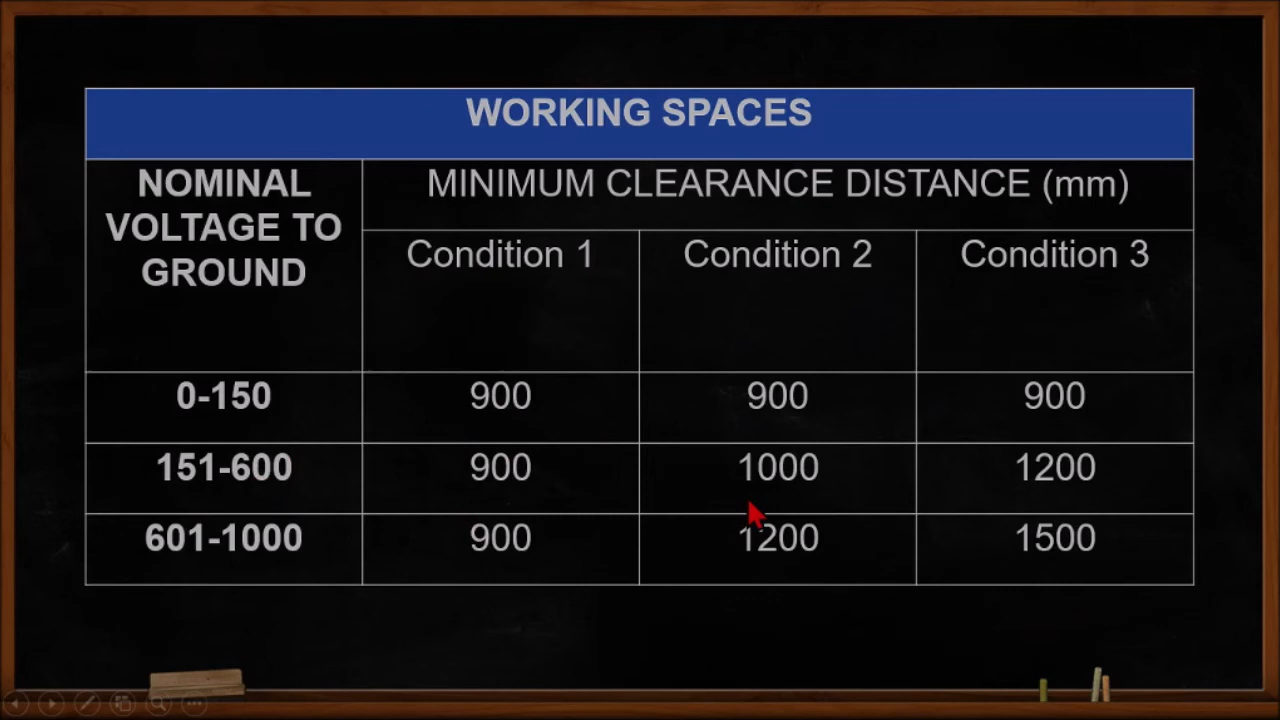 WORKING SPACES
NOMINAL
VOLTAGE TO
GROUND
MINIMUM CLEARANCE DISTANCE (mm)
Condition 1 Condition 2 Condition 3
0-150 900 900 900
151-600 900 1000 1200
601-1000 900 1200 1500